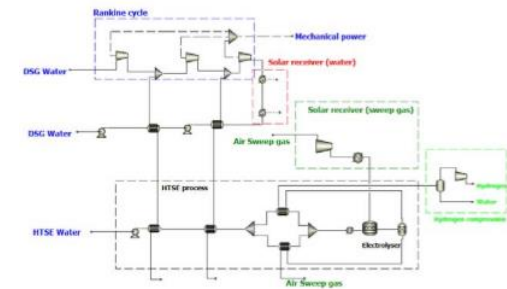 Rankine cycle
Mechanical power
Solar receiver (water)
DSG Water
Solar receiver (sweep gas)
DSG Water
Air Sweep gas
HTSE process
Hydrogen
Water
Hydrogen compression
HTSE Water
Electrolyser
Air Sweep gas